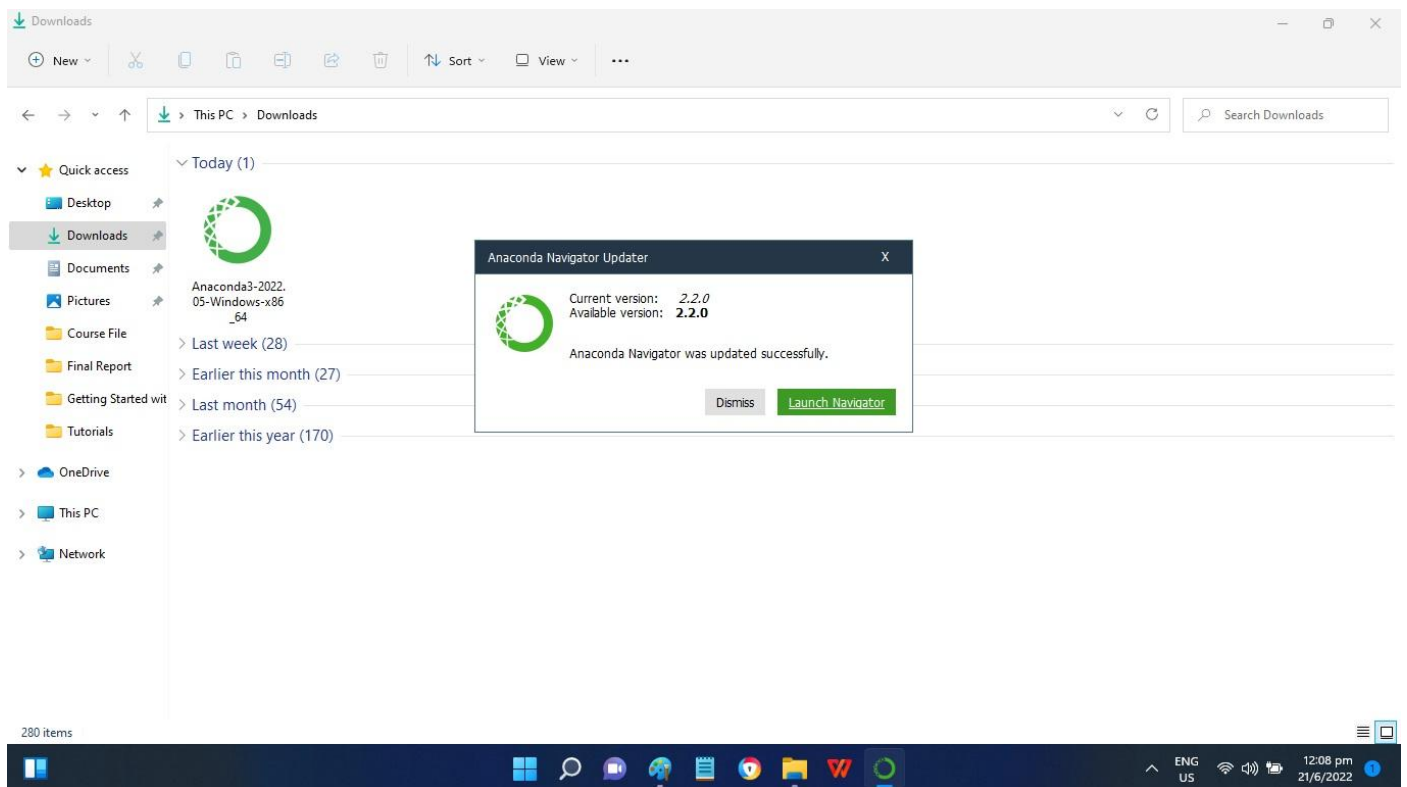 Downloads
New
Sort
View
This PC > Downloads
Search Downloads
Quick access
Desktop
Downloads
Documents
Pictures
Course File
Final Report
Getting Started wit
Tutorials
OneDrive
This PC
Network
Today (1)
Anaconda3-2022.
05-Windows-x86
_64
Last week (28)
Earlier this month (27)
Last month (54)
Earlier this year (170)
Anaconda Navigator Updater X
Current version: 2.2.0
Available version: 2.2.0
Anaconda Navigator was updated successfully.
Dismiss Launch Navigator
280 items
ENG
US
12:08 pm
21/6/2022
1